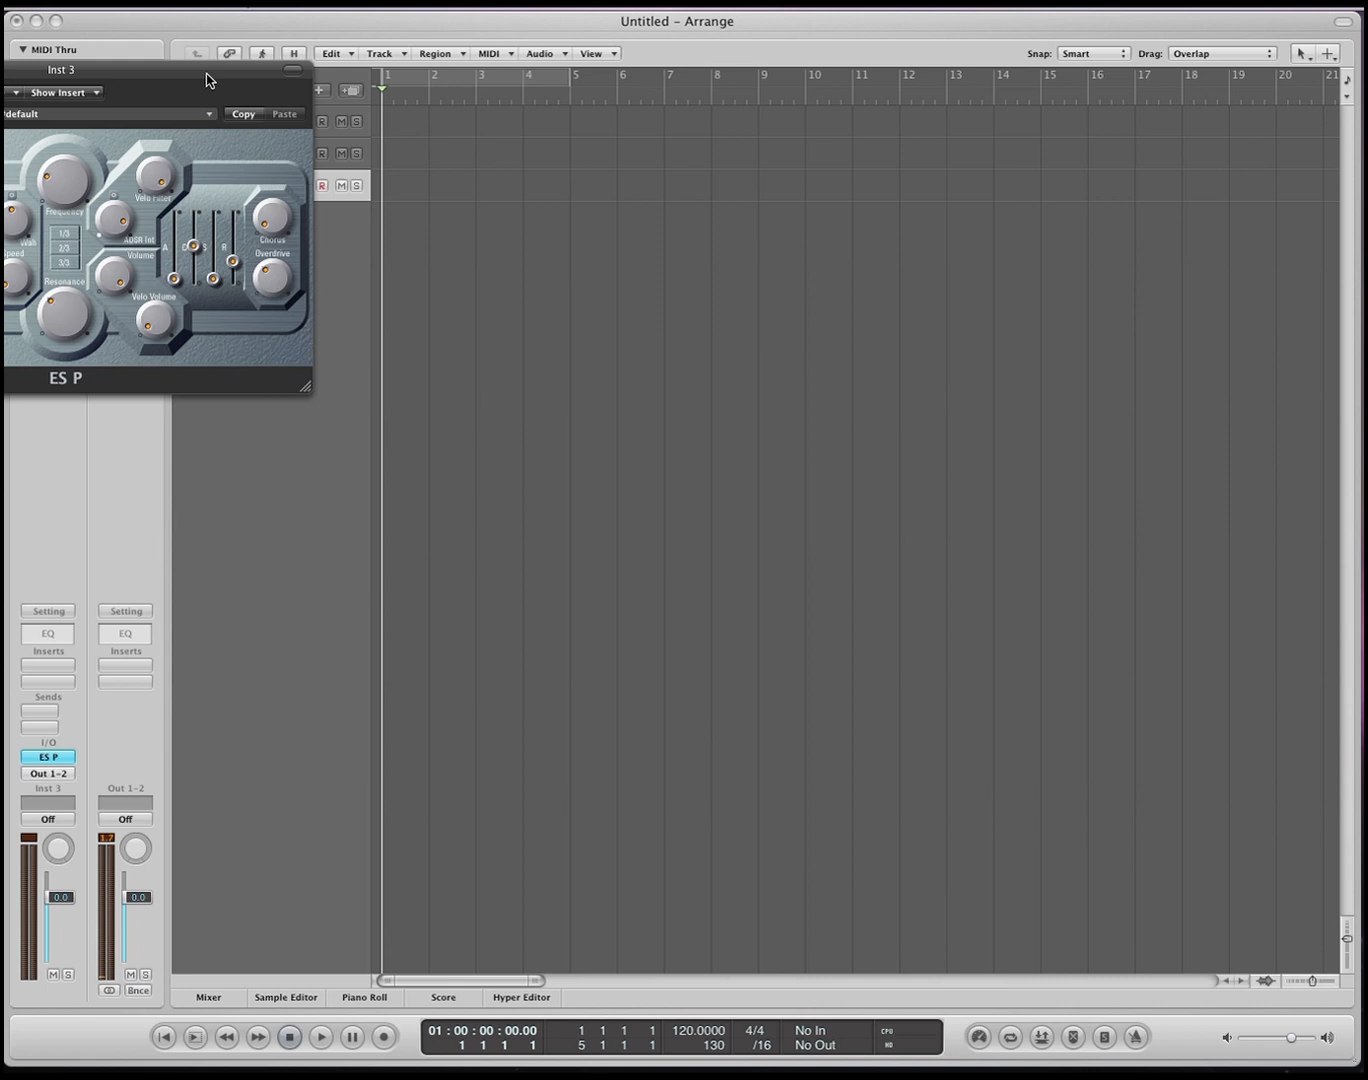 Untitled - Arrange
MIDI Thru
H Edit Track Region MIDI Audio View Snap: Smart Drag: Overlap
Inst 3
Show Insert
default Copy Paste
1 2 3 4 5 6 7 8 9 10 11 12 13 14 15 16 17 18 19 20 21
R M S
R M S
R M S
Velo Filter
Frequency
Wah
ADSR Int
1/3
2/3
3/3
A D S R
Chorus
Speed
Volume
Overdrive
Resonance
Velo Volume
ES P
Setting Setting
EQ EQ
Inserts Inserts
Sends
I/O
ES P
Out 1-2
Inst 3 Out 1-2
Off Off
1.7
0.0 0.0
M S M S
Bnce
Mixer Sample Editor Piano Roll Score Hyper Editor
01 : 00 : 00 : 00.00 1 1 1 1 120.0000 4/4 No In CPU
1 1 1 1 5 1 1 1 130 /16 No Out HD
S